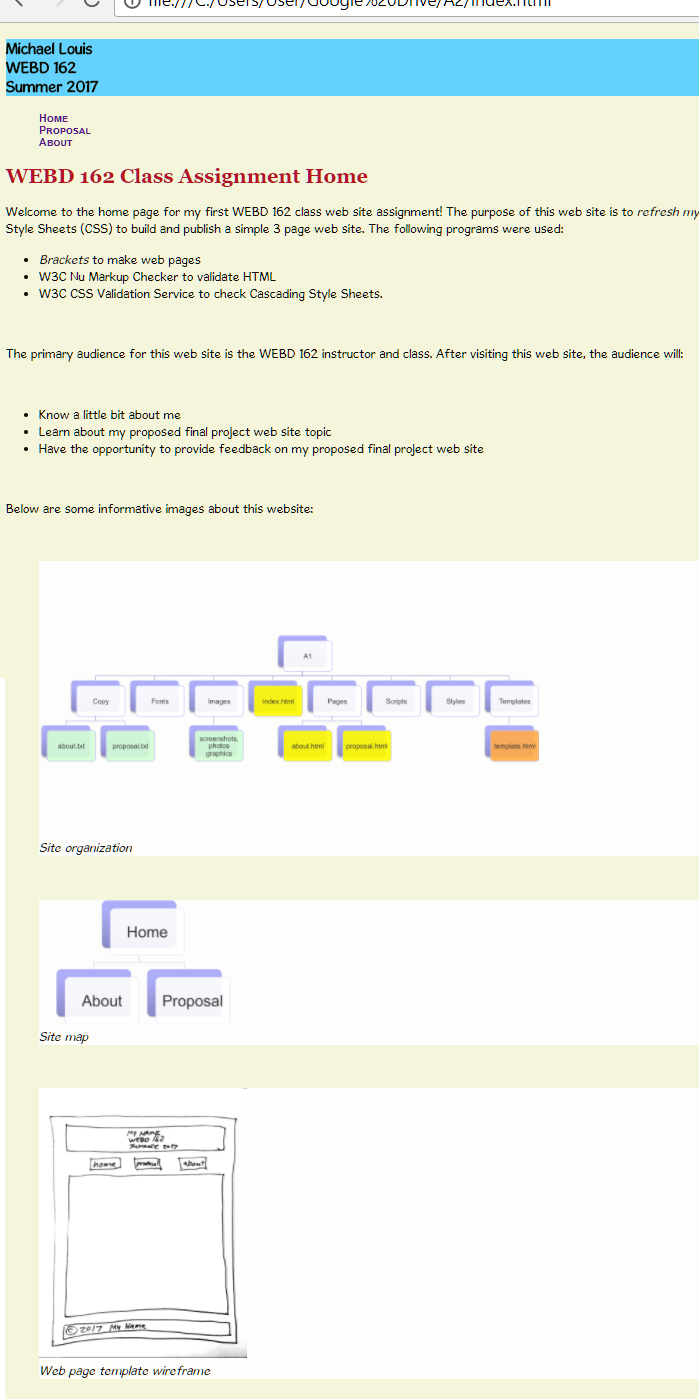 file:///C:/Users/User/Google%20Drive/A2/index.html
Michael Louis
WEBD 162
Summer 2017
HOME
PROPOSAL
ABOUT
WEBD 162 Class Assignment Home
Welcome to the home page for my first WEBD 162 class web site assignment! The purpose of this web site is to refresh my
Style Sheets (CSS) to build and publish a simple 3 page web site. The following programs were used:
• Brackets to make web pages
• W3C Nu Markup Checker to validate HTML
• W3C CSS Validation Service to check Cascading Style Sheets.
The primary audience for this web site is the WEBD 162 instructor and class. After visiting this web site, the audience will:
• Know a little bit about me
• Learn about my proposed final project web site topic
• Have the opportunity to provide feedback on my proposed final project web site
Below are some informative images about this website:
A1
Copy Fonts Images index.html Pages Scripts Styles Templates
about.txt proposal.txt screenshots, about.html proposal.html template.html
photos
graphics
Site organization
Home
About Proposal
Site map
MY NAME
WEBD 162
SUMMER 2017
home proposal about
© 2017 My Name
Web page template wireframe